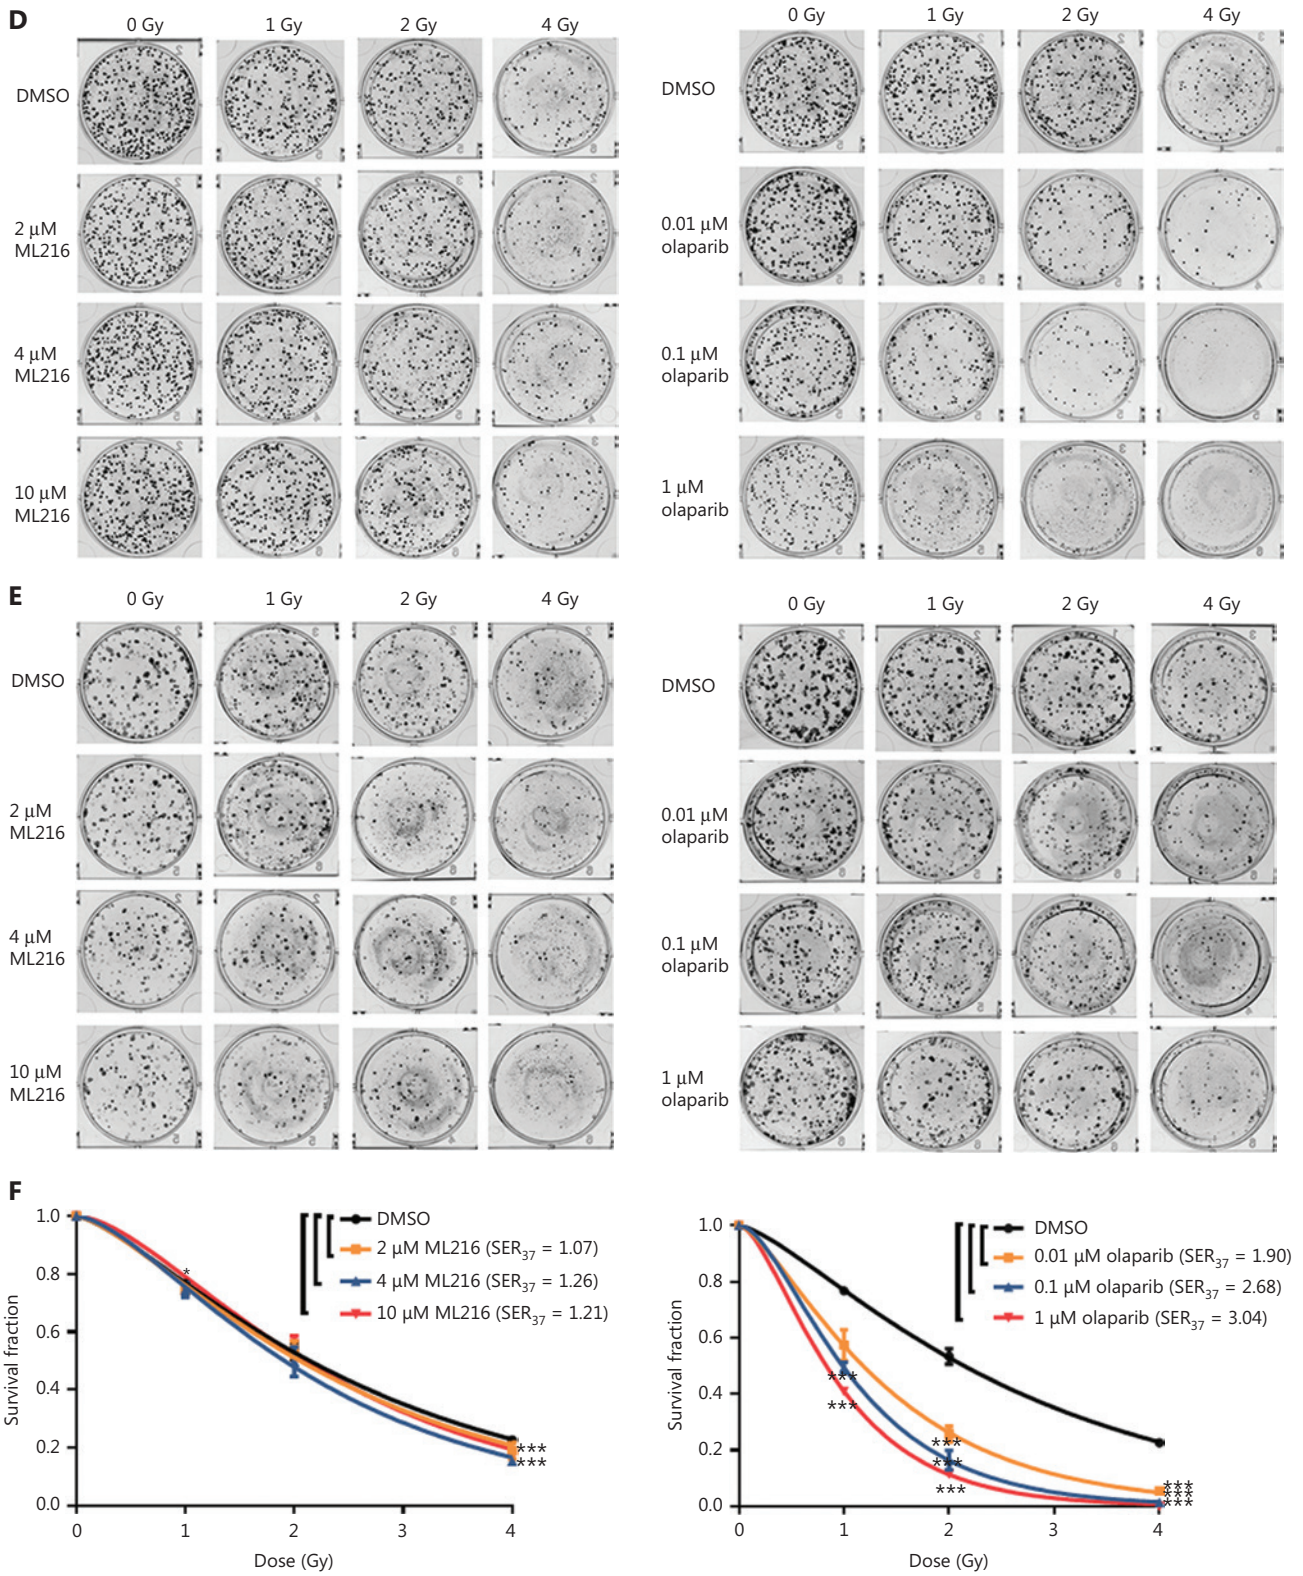 D
0 Gy 1 Gy 2 Gy 4 Gy
DMSO
2 μM
ML216
4 μM
ML216
10 μM
ML216
0 Gy 1 Gy 2 Gy 4 Gy
DMSO
0.01 μM
olaparib
0.1 μM
olaparib
1 μM
olaparib
E
0 Gy 1 Gy 2 Gy 4 Gy
DMSO
2 μM
ML216
4 μM
ML216
10 μM
ML216
0 Gy 1 Gy 2 Gy 4 Gy
DMSO
0.01 μM
olaparib
0.1 μM
olaparib
1 μM
olaparib
F
Survival fraction
1.0
0.8
0.6
0.4
0.2
0.0
0 1 2 3 4
Dose (Gy)
DMSO
2 μM ML216 (SER37 = 1.07)
4 μM ML216 (SER37 = 1.26)
10 μM ML216 (SER37 = 1.21)
*
***
***
Survival fraction
1.0
0.8
0.6
0.4
0.2
0.0
0 1 2 3 4
Dose (Gy)
DMSO
0.01 μM olaparib (SER37 = 1.90)
0.1 μM olaparib (SER37 = 2.68)
1 μM olaparib (SER37 = 3.04)
***
***
***
***
***
***
***
***